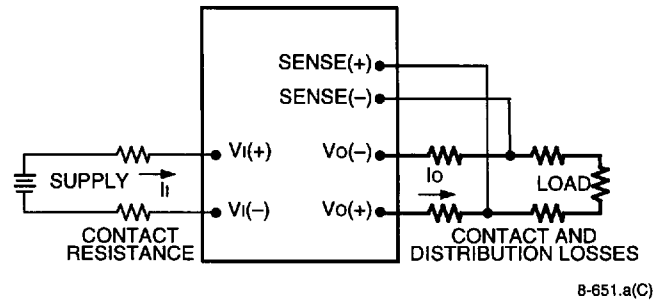 SENSE(+)
SENSE(–)
VI(+)
VO(–)
SUPPLY
II
IO
LOAD
VI(–)
VO(+)
CONTACT
RESISTANCE
CONTACT AND
DISTRIBUTION LOSSES
8-651.a(C)